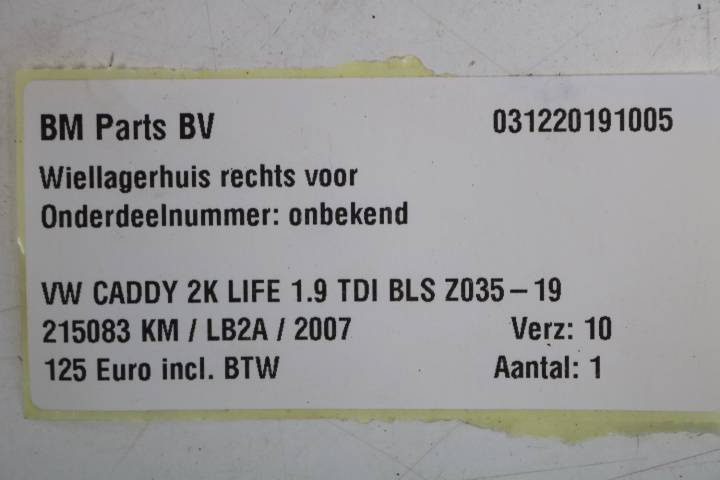 BM Parts BV 031220191005
Wiellagerhuis rechts voor
Onderdeelnummer: onbekend
VW CADDY 2K LIFE 1.9 TDI BLS Z035-19
215083 KM / LB2A / 2007 Verz: 10
125 Euro incl. BTW Aantal: 1